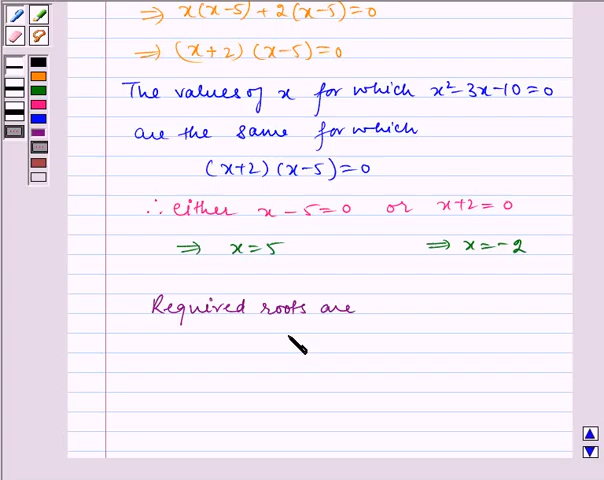 ⇒ x(x-5)+2(x-5)=0
⇒ (x+2)(x-5)=0
The values of x for which x²-3x-10=0
are the same for which
(x+2)(x-5)=0
∴ either x-5=0 or x+2=0
⇒ x=5 ⇒ x=-2
Required roots are